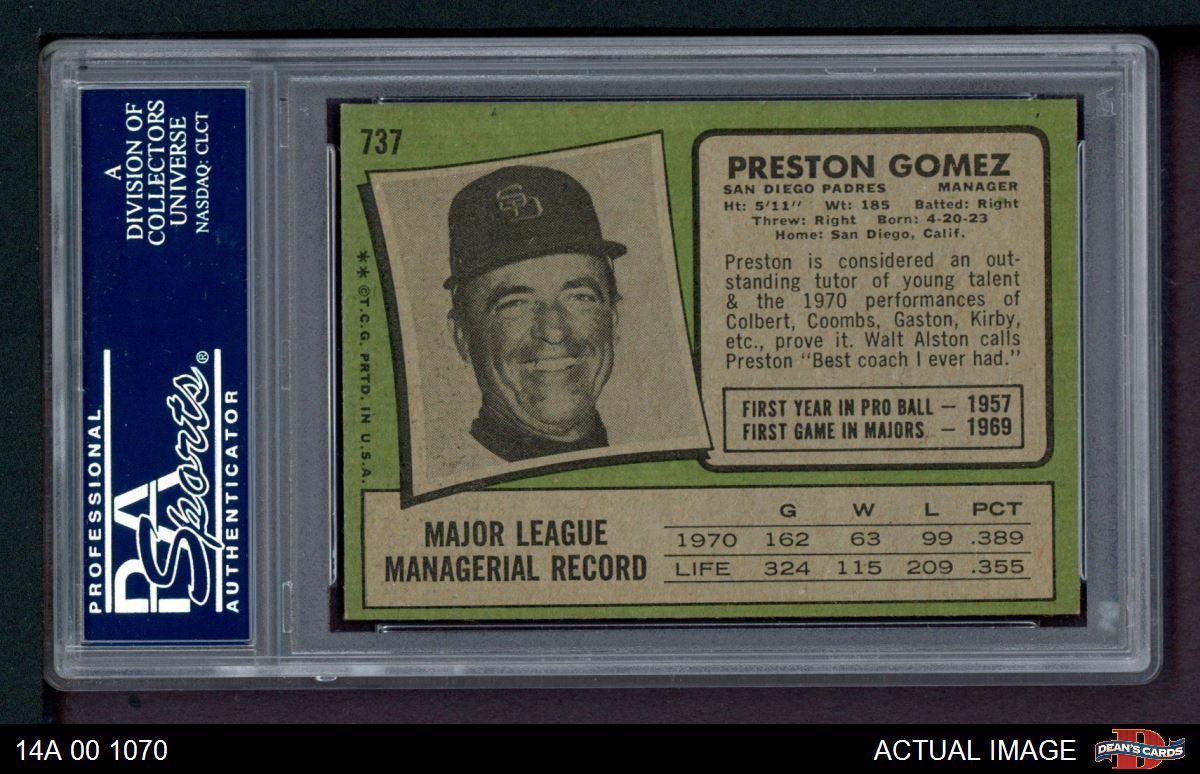 A
DIVISION OF
COLLECTORS
UNIVERSE
NASDAQ: CLCT
PROFESSIONAL
PSA
Sports®
AUTHENTICATOR
737
SD
**©T.C.G. PRTD. IN U.S.A.
PRESTON GOMEZ
SAN DIEGO PADRES MANAGER
Ht: 5'11" Wt: 185 Batted: Right
Threw: Right Born: 4-20-23
Home: San Diego, Calif.
Preston is considered an out-
standing tutor of young talent
& the 1970 performances of
Colbert, Coombs, Gaston, Kirby,
etc., prove it. Walt Alston calls
Preston "Best coach I ever had."
FIRST YEAR IN PRO BALL — 1957
FIRST GAME IN MAJORS — 1969
MAJOR LEAGUE
MANAGERIAL RECORD
G W L PCT
1970 162 63 99 .389
LIFE 324 115 209 .355
14A 00 1070
ACTUAL IMAGE
D
DEAN'S CARDS